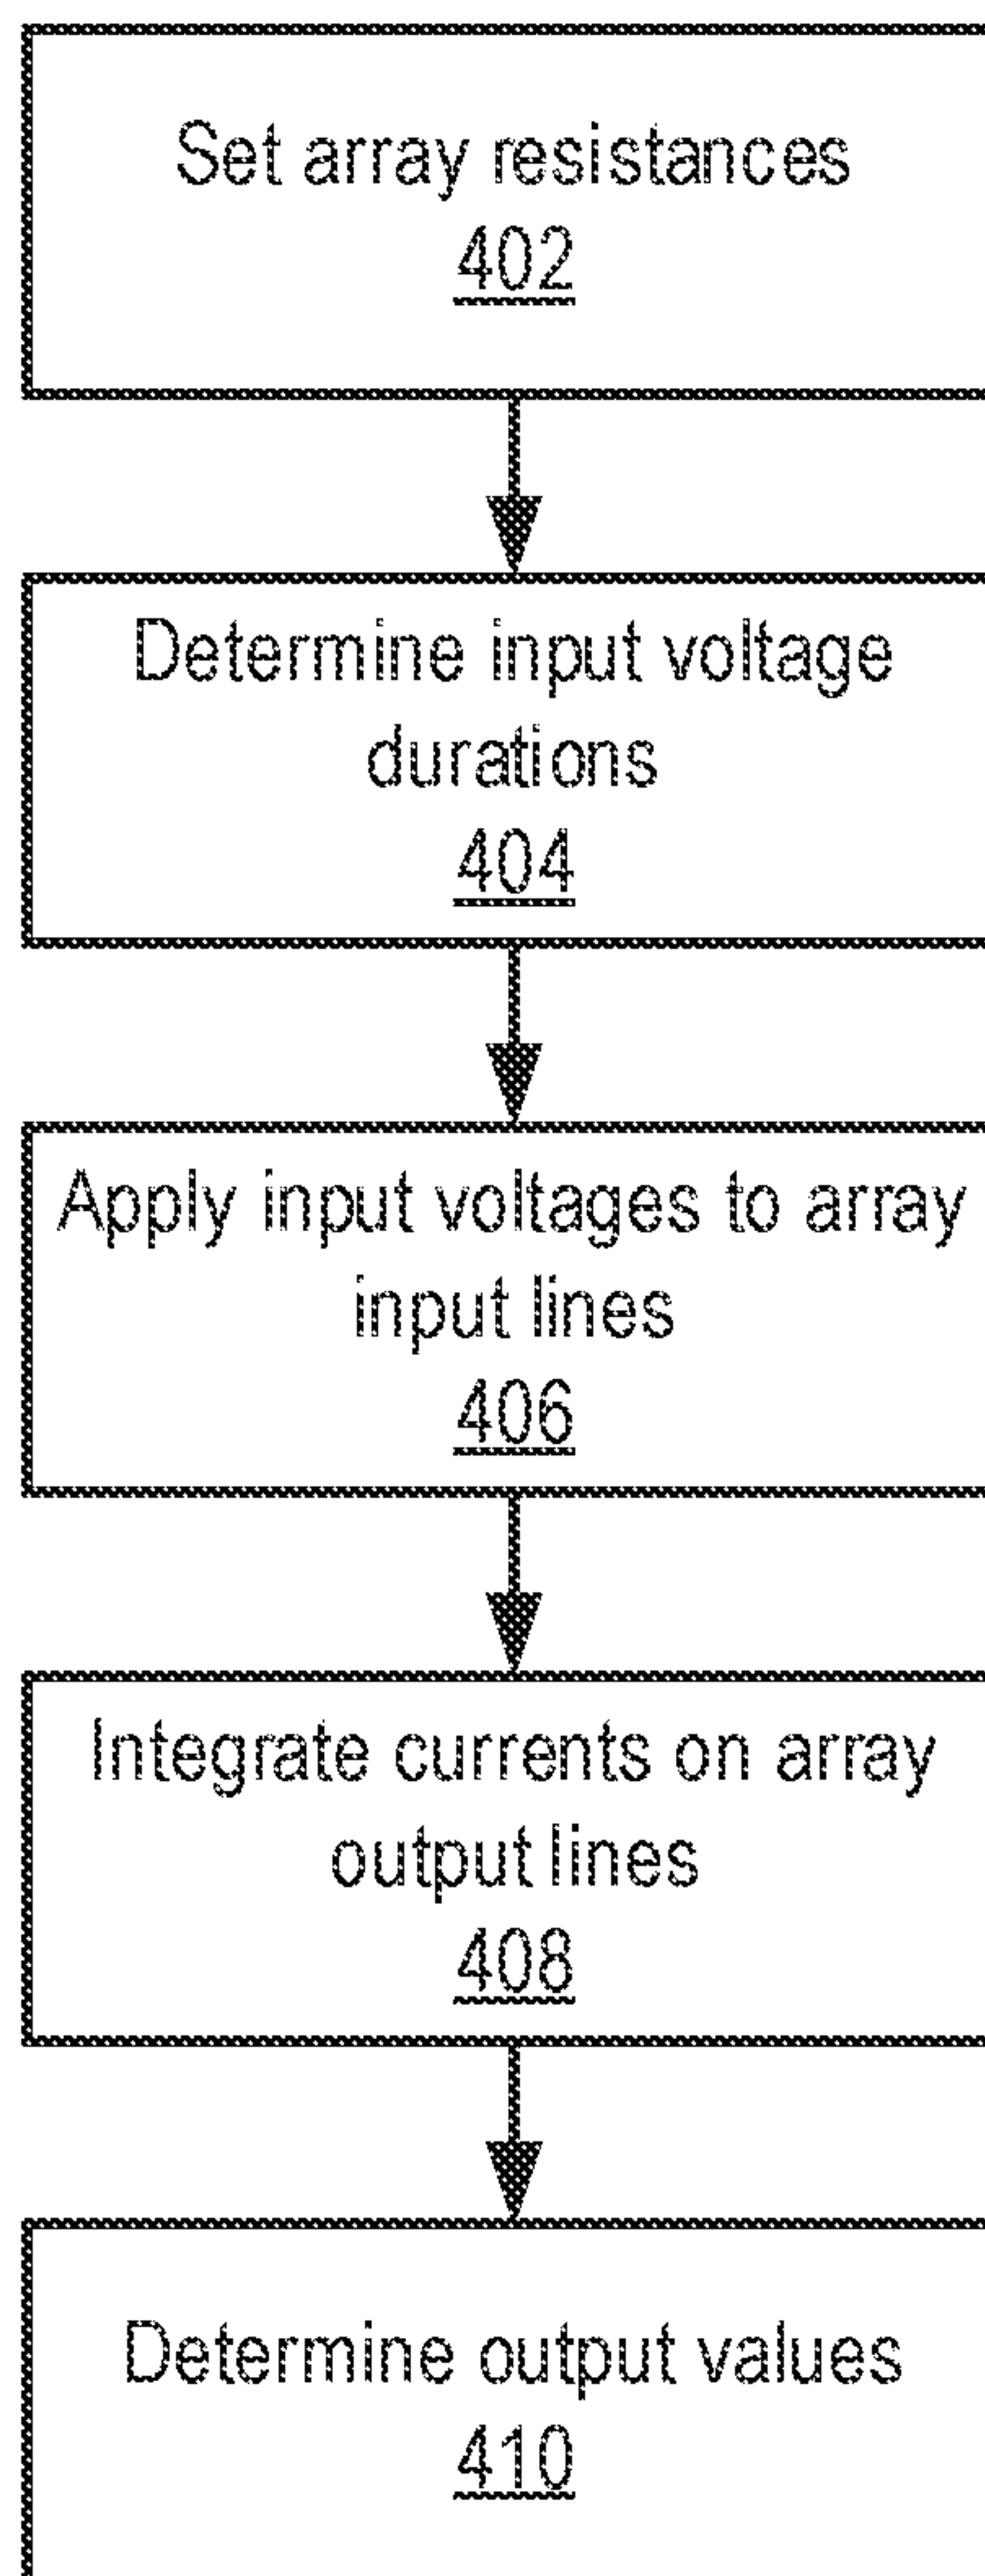 Set array resistances
402
Determine input voltage
durations
404
Apply input voltages to array
input lines
406
Integrate currents on array
output lines
408
Determine output values
410